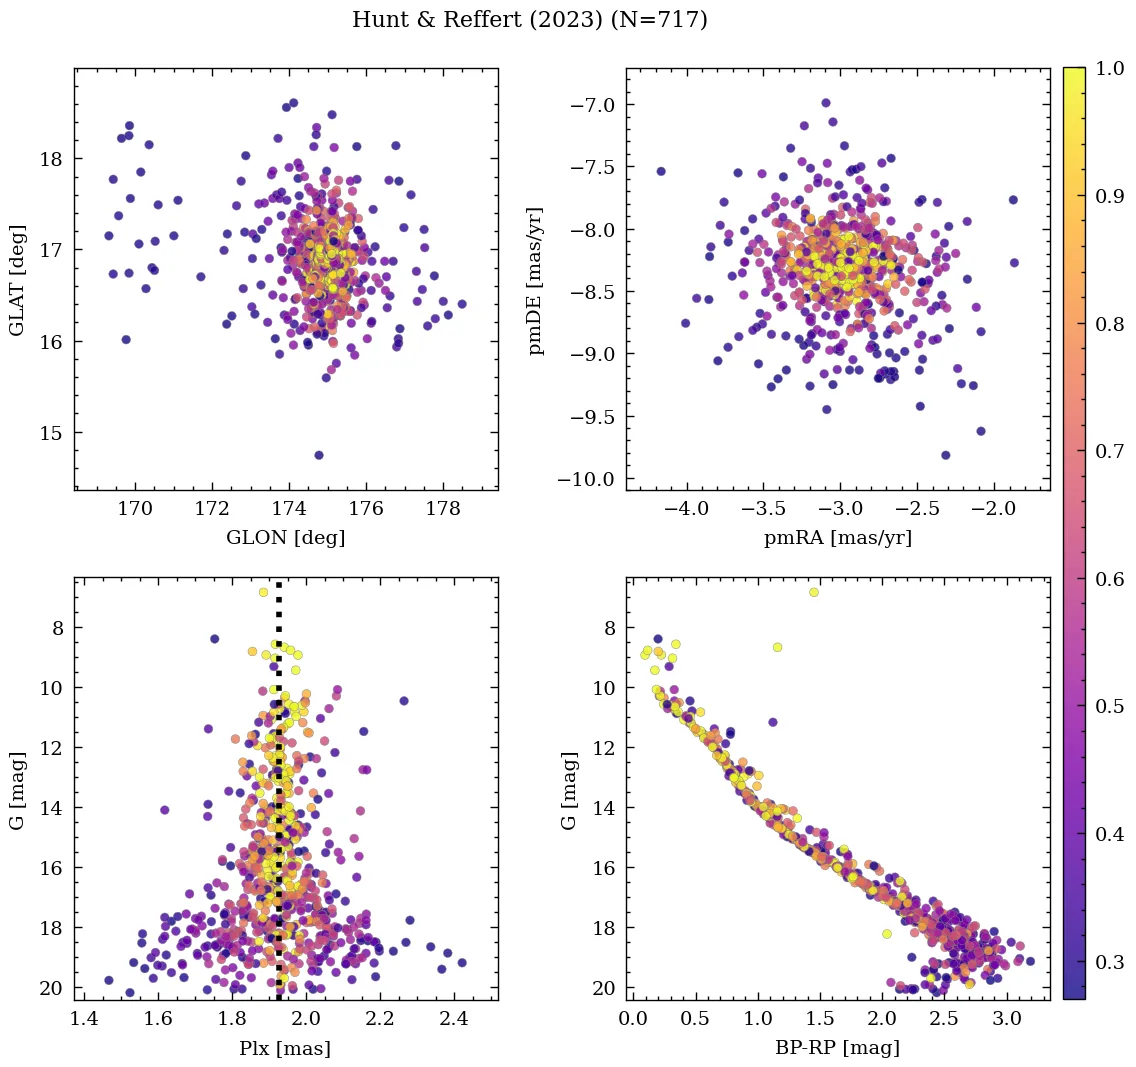 Hunt & Reffert (2023) (N=717)
18
17
16
15
GLAT [deg]
170 172 174 176 178
GLON [deg]
−7.0
−7.5
−8.0
−8.5
−9.0
−9.5
−10.0
pmDE [mas/yr]
−4.0 −3.5 −3.0 −2.5 −2.0
pmRA [mas/yr]
8
10
12
14
16
18
20
G [mag]
1.4 1.6 1.8 2.0 2.2 2.4
Plx [mas]
8
10
12
14
16
18
20
G [mag]
0.0 0.5 1.0 1.5 2.0 2.5 3.0
BP-RP [mag]
1.0
0.9
0.8
0.7
0.6
0.5
0.4
0.3